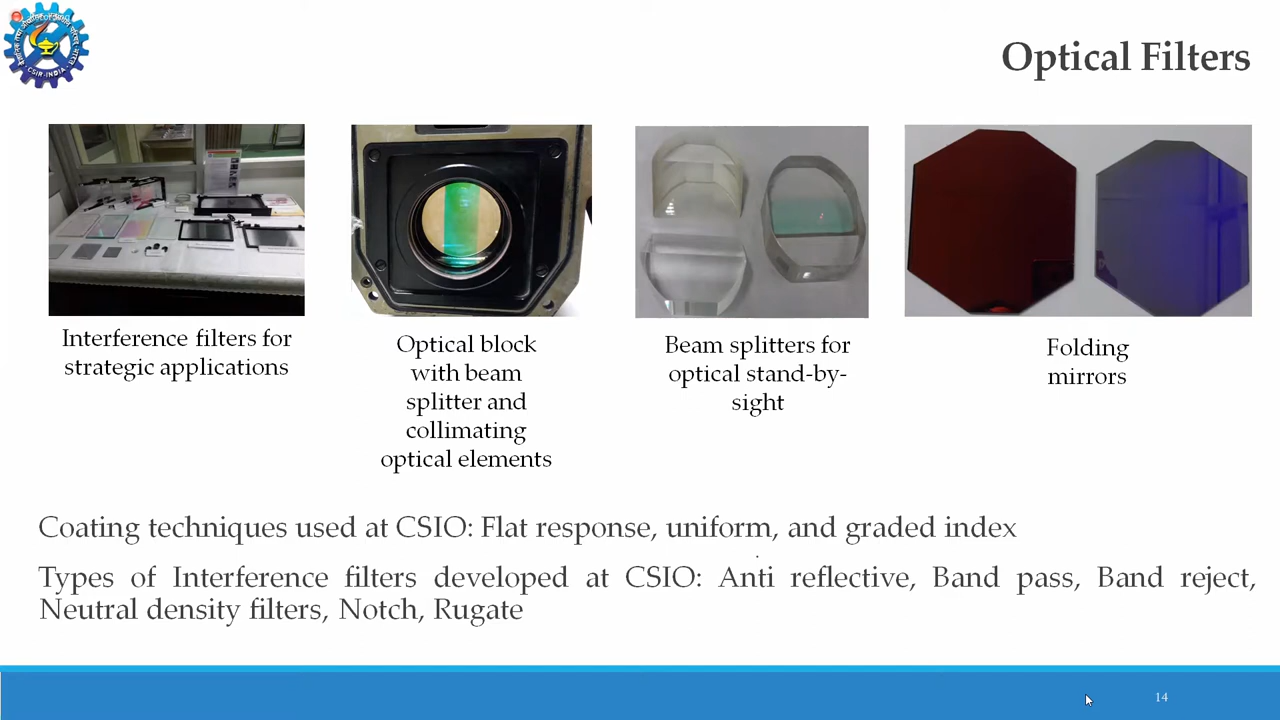 CSIR-INDIA
Optical Filters
Interference filters for
strategic applications
Optical block
with beam
splitter and
collimating
optical elements
Beam splitters for
optical stand-by-
sight
Folding
mirrors
Coating techniques used at CSIO: Flat response, uniform, and graded index
Types of Interference filters developed at CSIO: Anti reflective, Band pass, Band reject,
Neutral density filters, Notch, Rugate
14